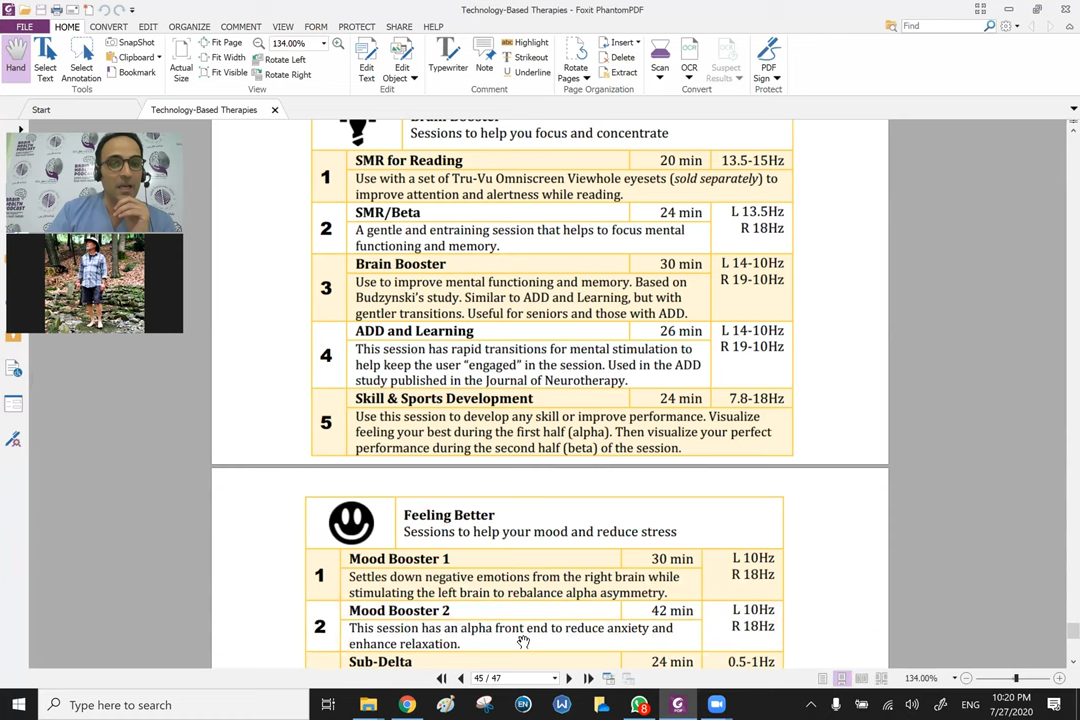 Technology-Based Therapies - Foxit PhantomPDF
FILE HOME CONVERT EDIT ORGANIZE COMMENT VIEW FORM PROTECT SHARE HELP
Find
Hand
Select Text
Select Annotation
SnapShot
Clipboard
Bookmark
Tools
Actual Size
Fit Page
Fit Width
Fit Visible
134.00%
Rotate Left
Rotate Right
View
Edit Text
Edit Object
Edit
Typewriter
Note
Highlight
Strikeout
Underline
Comment
Rotate Pages
Insert
Delete
Extract
Page Organization
Scan
OCR
Suspect Results
Convert
PDF Sign
Protect
Start
Technology-Based Therapies
Brain Booster
Sessions to help you focus and concentrate
1 SMR for Reading 20 min 13.5-15Hz
Use with a set of Tru-Vu Omniscreen Viewhole eyesets (sold separately) to
improve attention and alertness while reading.
2 SMR/Beta 24 min L 13.5Hz
R 18Hz
A gentle and entraining session that helps to focus mental
functioning and memory.
3 Brain Booster 30 min L 14-10Hz
R 19-10Hz
Use to improve mental functioning and memory. Based on
Budzynski's study. Similar to ADD and Learning, but with
gentler transitions. Useful for seniors and those with ADD.
4 ADD and Learning 26 min L 14-10Hz
R 19-10Hz
This session has rapid transitions for mental stimulation to
help keep the user “engaged” in the session. Used in the ADD
study published in the Journal of Neurotherapy.
5 Skill & Sports Development 24 min 7.8-18Hz
Use this session to develop any skill or improve performance. Visualize
feeling your best during the first half (alpha). Then visualize your perfect
performance during the second half (beta) of the session.
Feeling Better
Sessions to help your mood and reduce stress
1 Mood Booster 1 30 min L 10Hz
R 18Hz
Settles down negative emotions from the right brain while
stimulating the left brain to rebalance alpha asymmetry.
2 Mood Booster 2 42 min L 10Hz
R 18Hz
This session has an alpha front end to reduce anxiety and
enhance relaxation.
Sub-Delta 24 min 0.5-1Hz
45 / 47
134.00%
Type here to search
EN
W
8
ENG
10:20 PM
7/27/2020